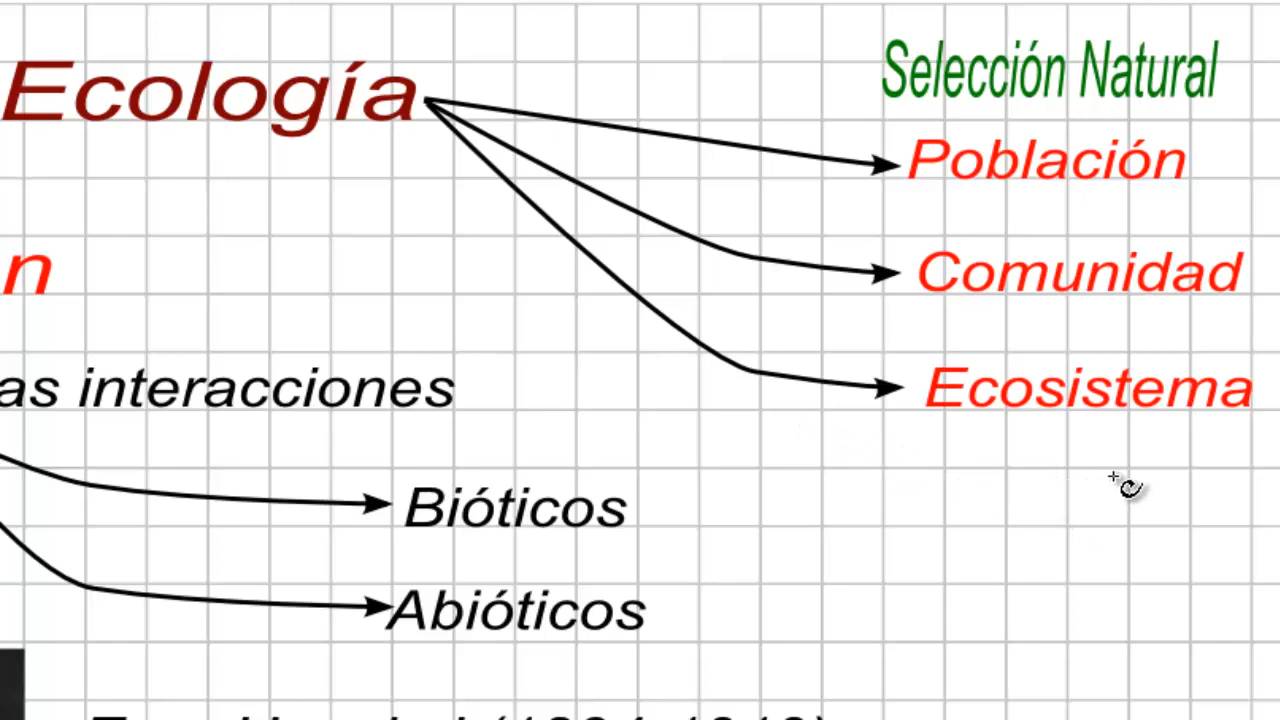 Selección Natural
Ecología
Población
n
Comunidad
as interacciones
Ecosistema
Bióticos
Abióticos